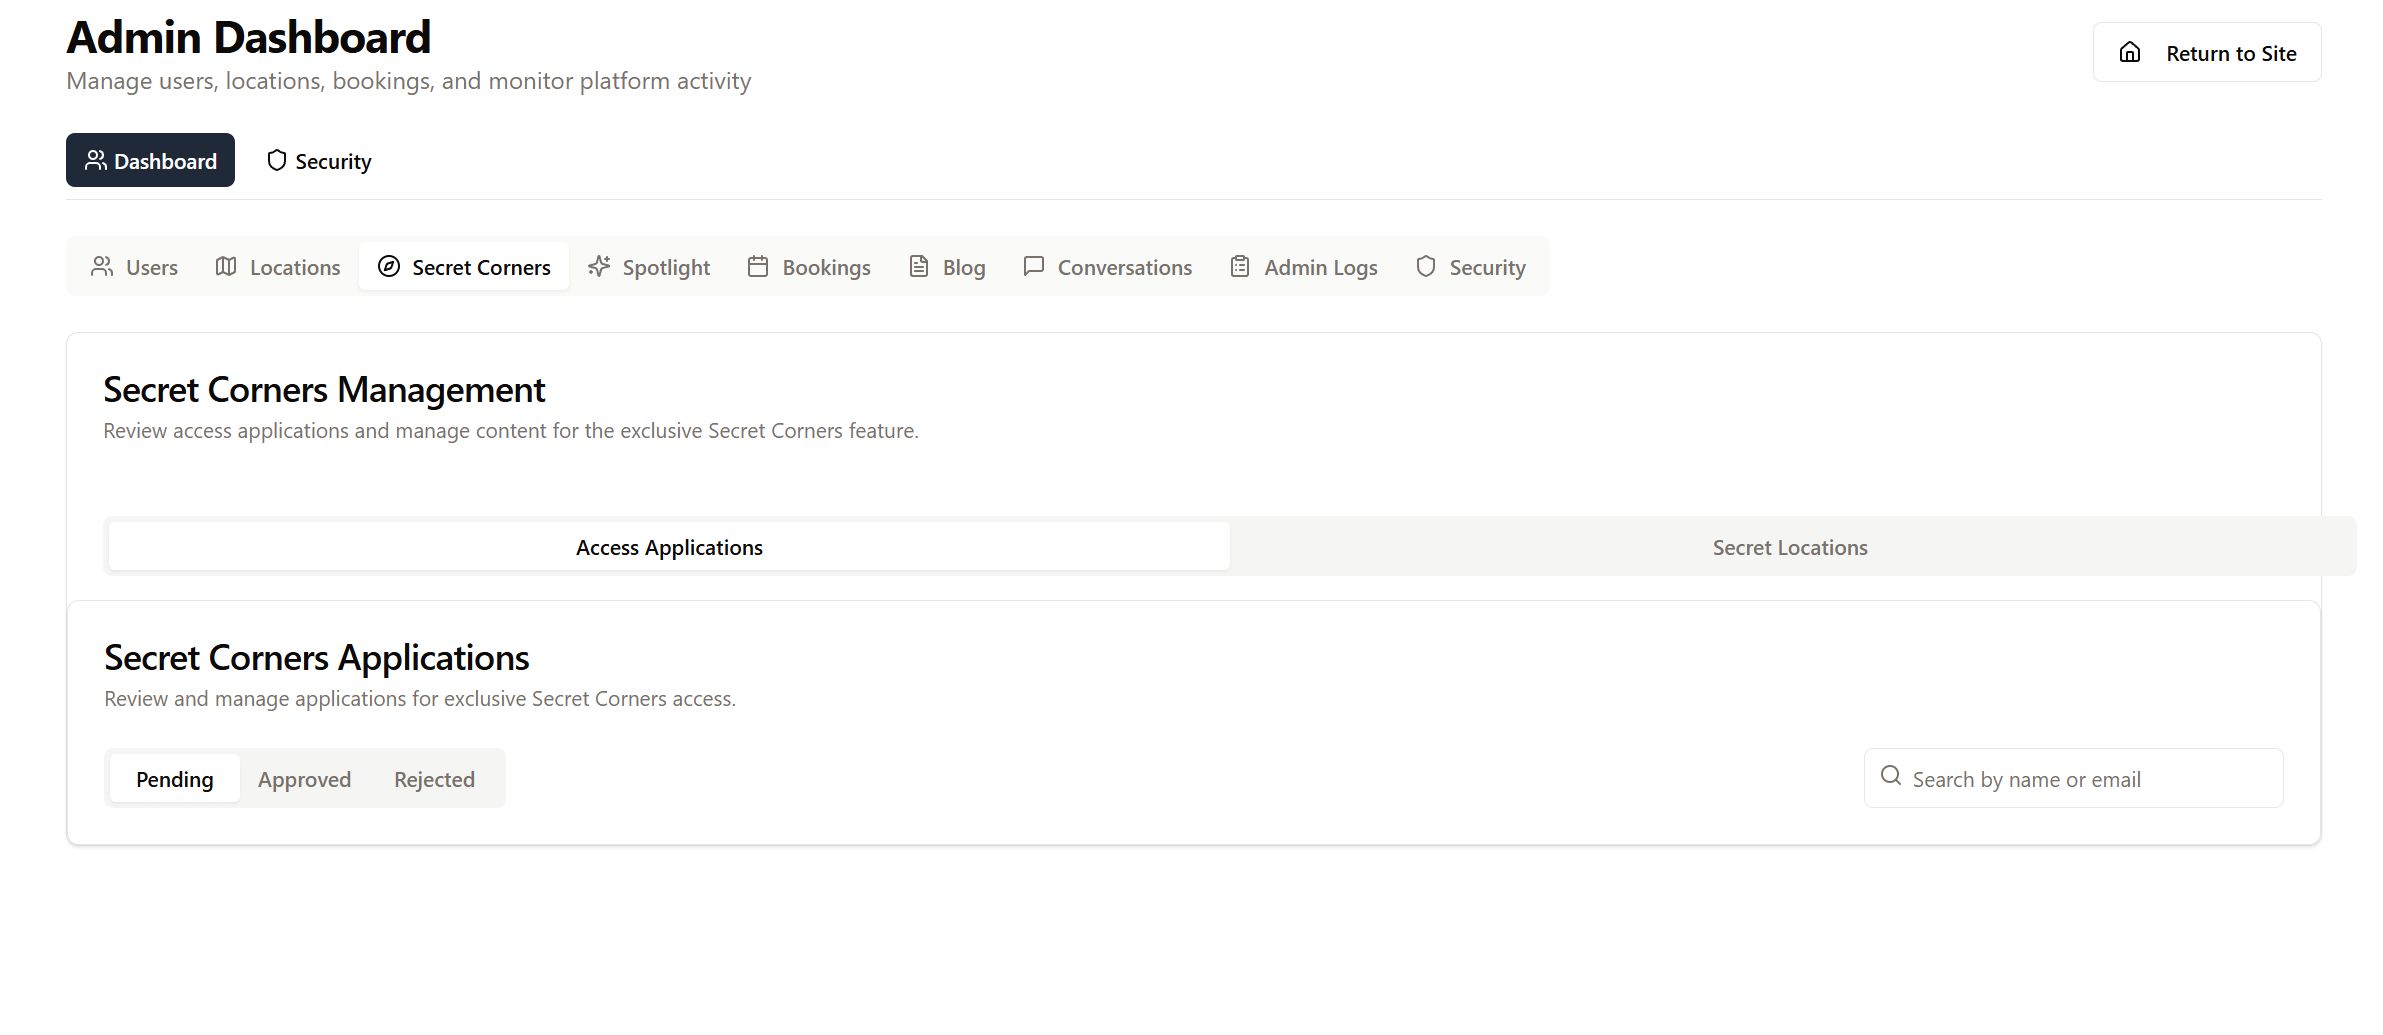 Admin Dashboard
Manage users, locations, bookings, and monitor platform activity
Return to Site
Dashboard
Security
Users
Locations
Secret Corners
Spotlight
Bookings
Blog
Conversations
Admin Logs
Security
Secret Corners Management
Review access applications and manage content for the exclusive Secret Corners feature.
Access Applications
Secret Locations
Secret Corners Applications
Review and manage applications for exclusive Secret Corners access.
Pending
Approved
Rejected
Search by name or email